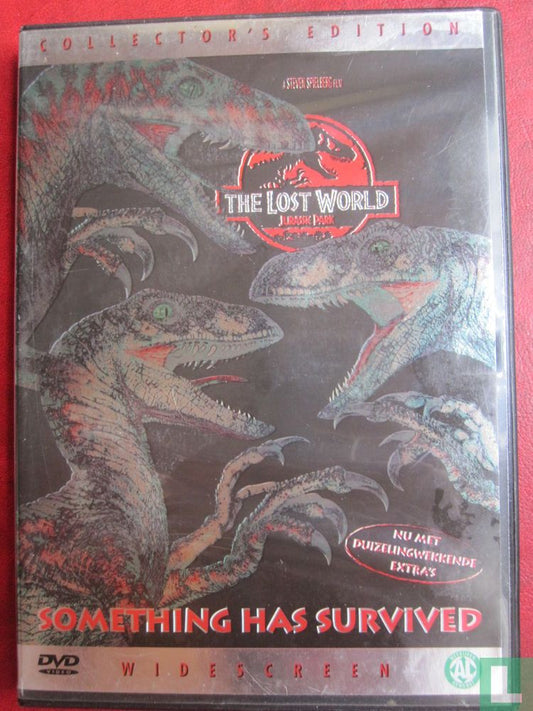 COLLECTOR'S EDITION
A STEVEN SPIELBERG FILM
THE LOST WORLD
JURASSIC PARK
NU MET
DUIZELINGWEKKENDE
EXTRA'S
SOMETHING HAS SURVIVED
DVD
VIDEO
WIDESCREEN
AL
L